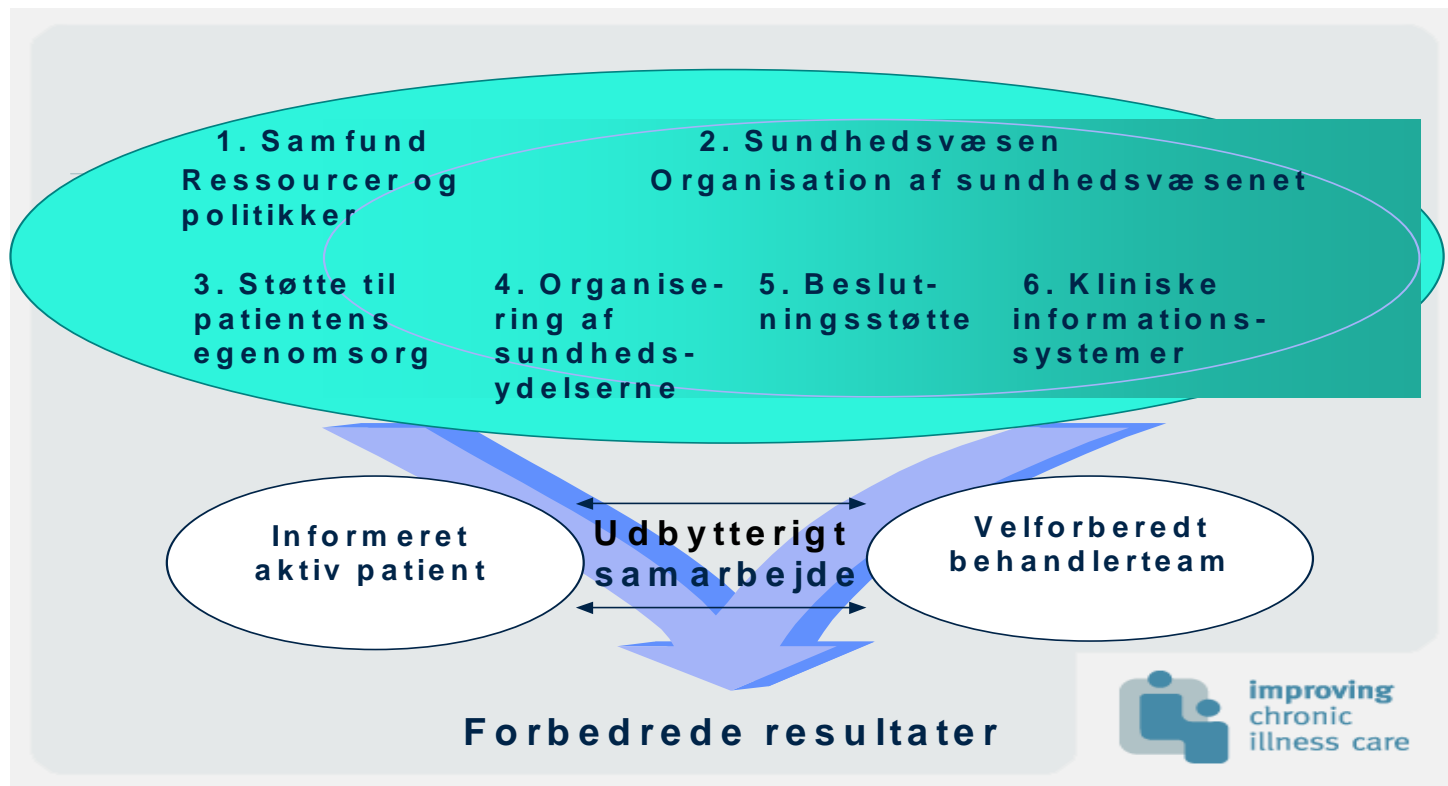 1. Samfund
Ressourcer og
politikker
2. Sundhedsvæsen
Organisation af sundhedsvæsenet
3. Støtte til
patientens
egenomsorg
4. Organise-
ring af
sundheds-
ydelserne
5. Beslut-
ningsstøtte
6. Kliniske
informations-
systemer
Informeret
aktiv patient
Udbytterigt
samarbejde
Velforberedt
behandlerteam
Forbedrede resultater
improving
chronic
illness care